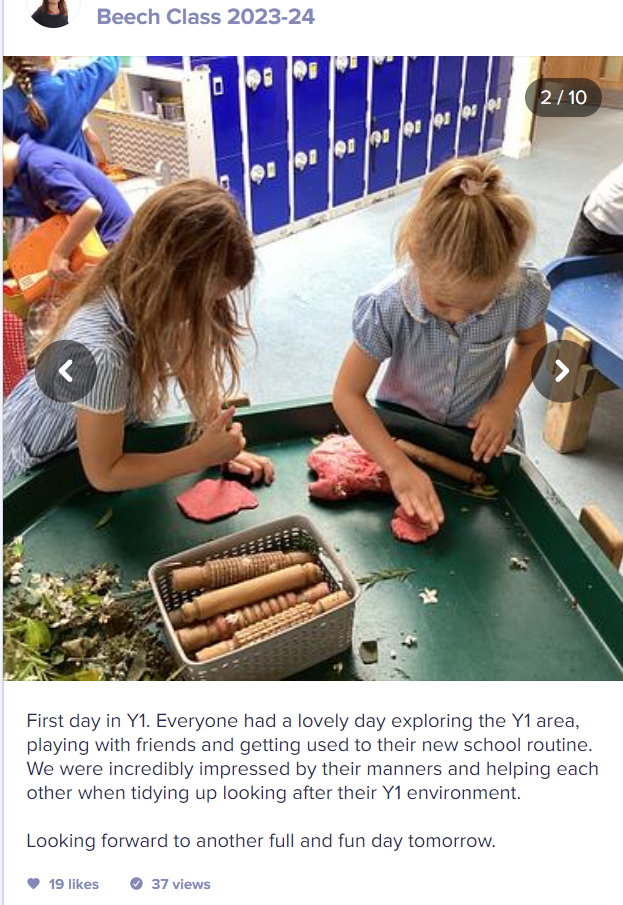 Beech Class 2023-24
2 / 10
First day in Y1. Everyone had a lovely day exploring the Y1 area,
playing with friends and getting used to their new school routine.
We were incredibly impressed by their manners and helping each
other when tidying up looking after their Y1 environment.
Looking forward to another full and fun day tomorrow.
19 likes
37 views